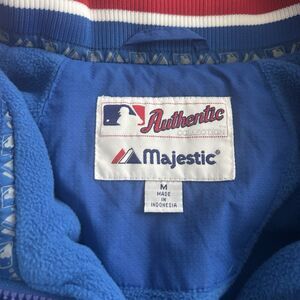 Authentic
COLLECTION
Majestic®
M
MADE
IN
INDONESIA